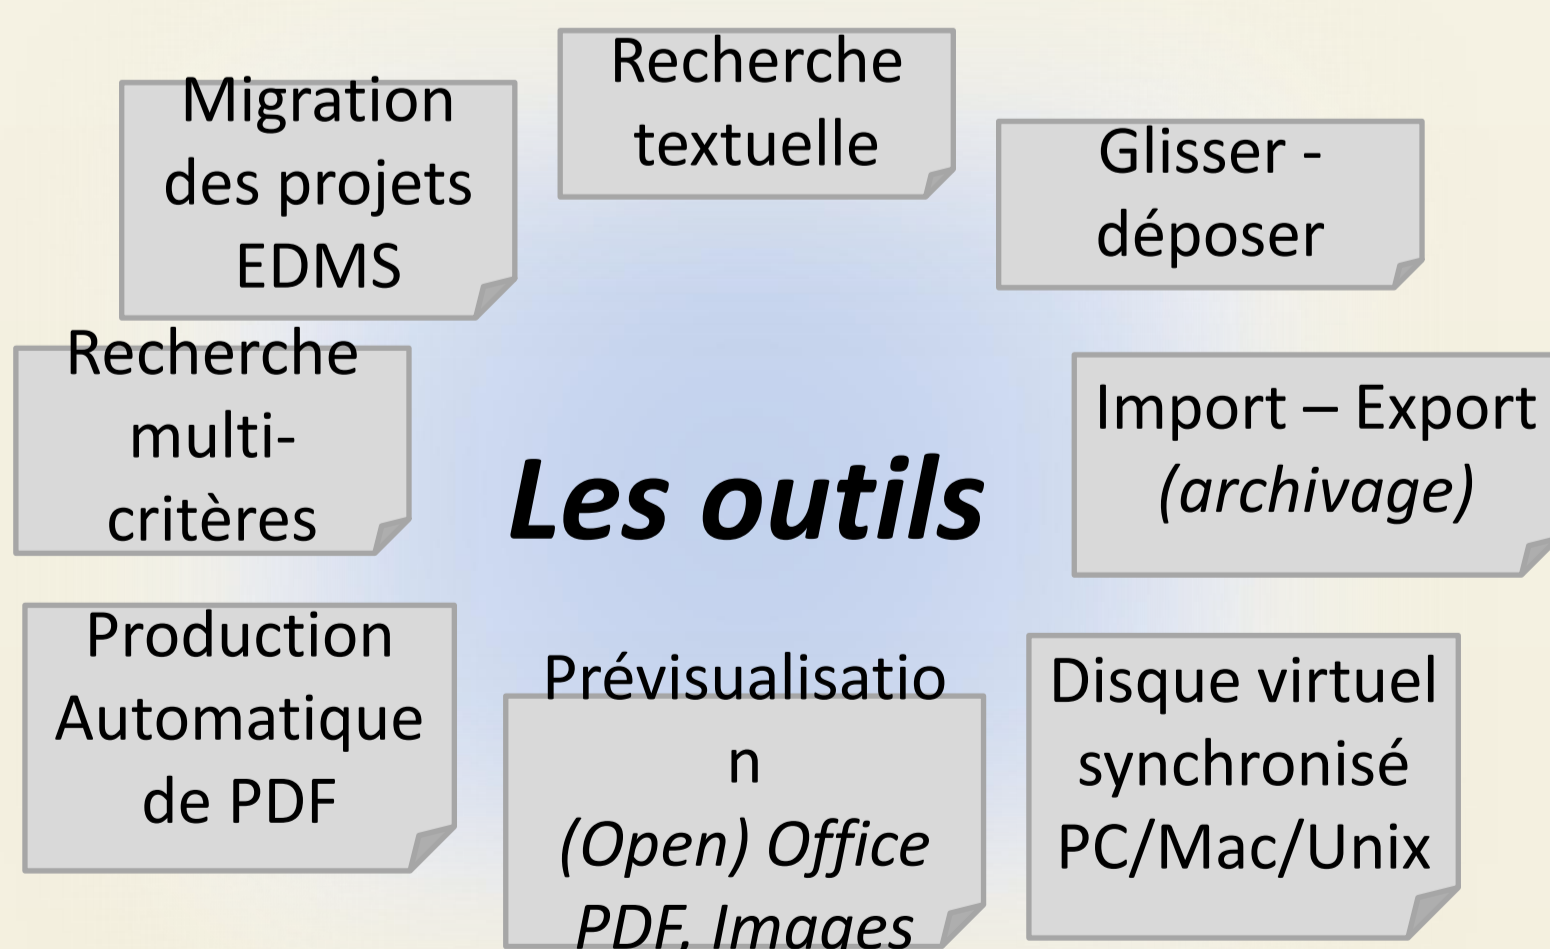 Recherche
textuelle
Migration
des projets
EDMS
Glisser -
déposer
Recherche
multi-
critères
Import – Export
(archivage)
Les outils
Production
Automatique
de PDF
Prévisualisatio
n
(Open) Office
PDF, Images
Disque virtuel
synchronisé
PC/Mac/Unix